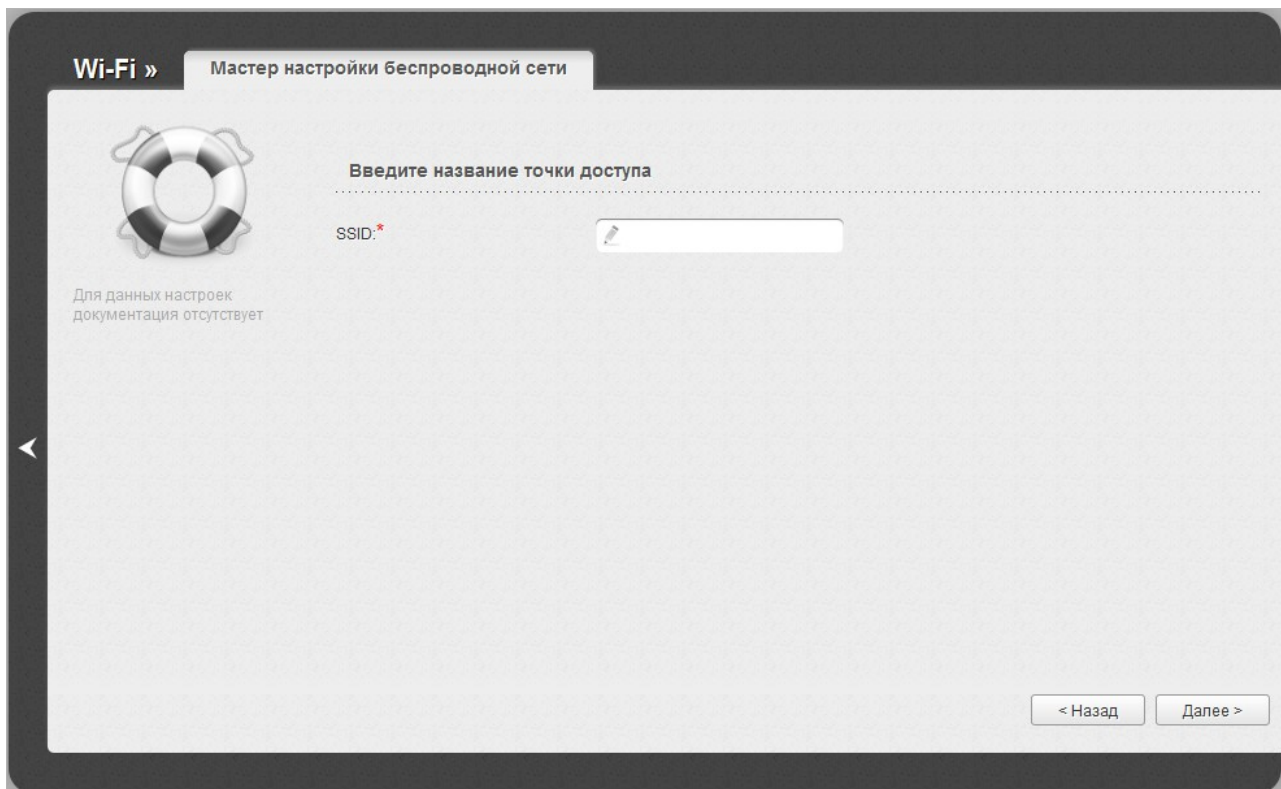 Wi-Fi »
Мастер настройки беспроводной сети
Введите название точки доступа
SSID:*
Для данных настроек
документация отсутствует
< Назад
Далее >